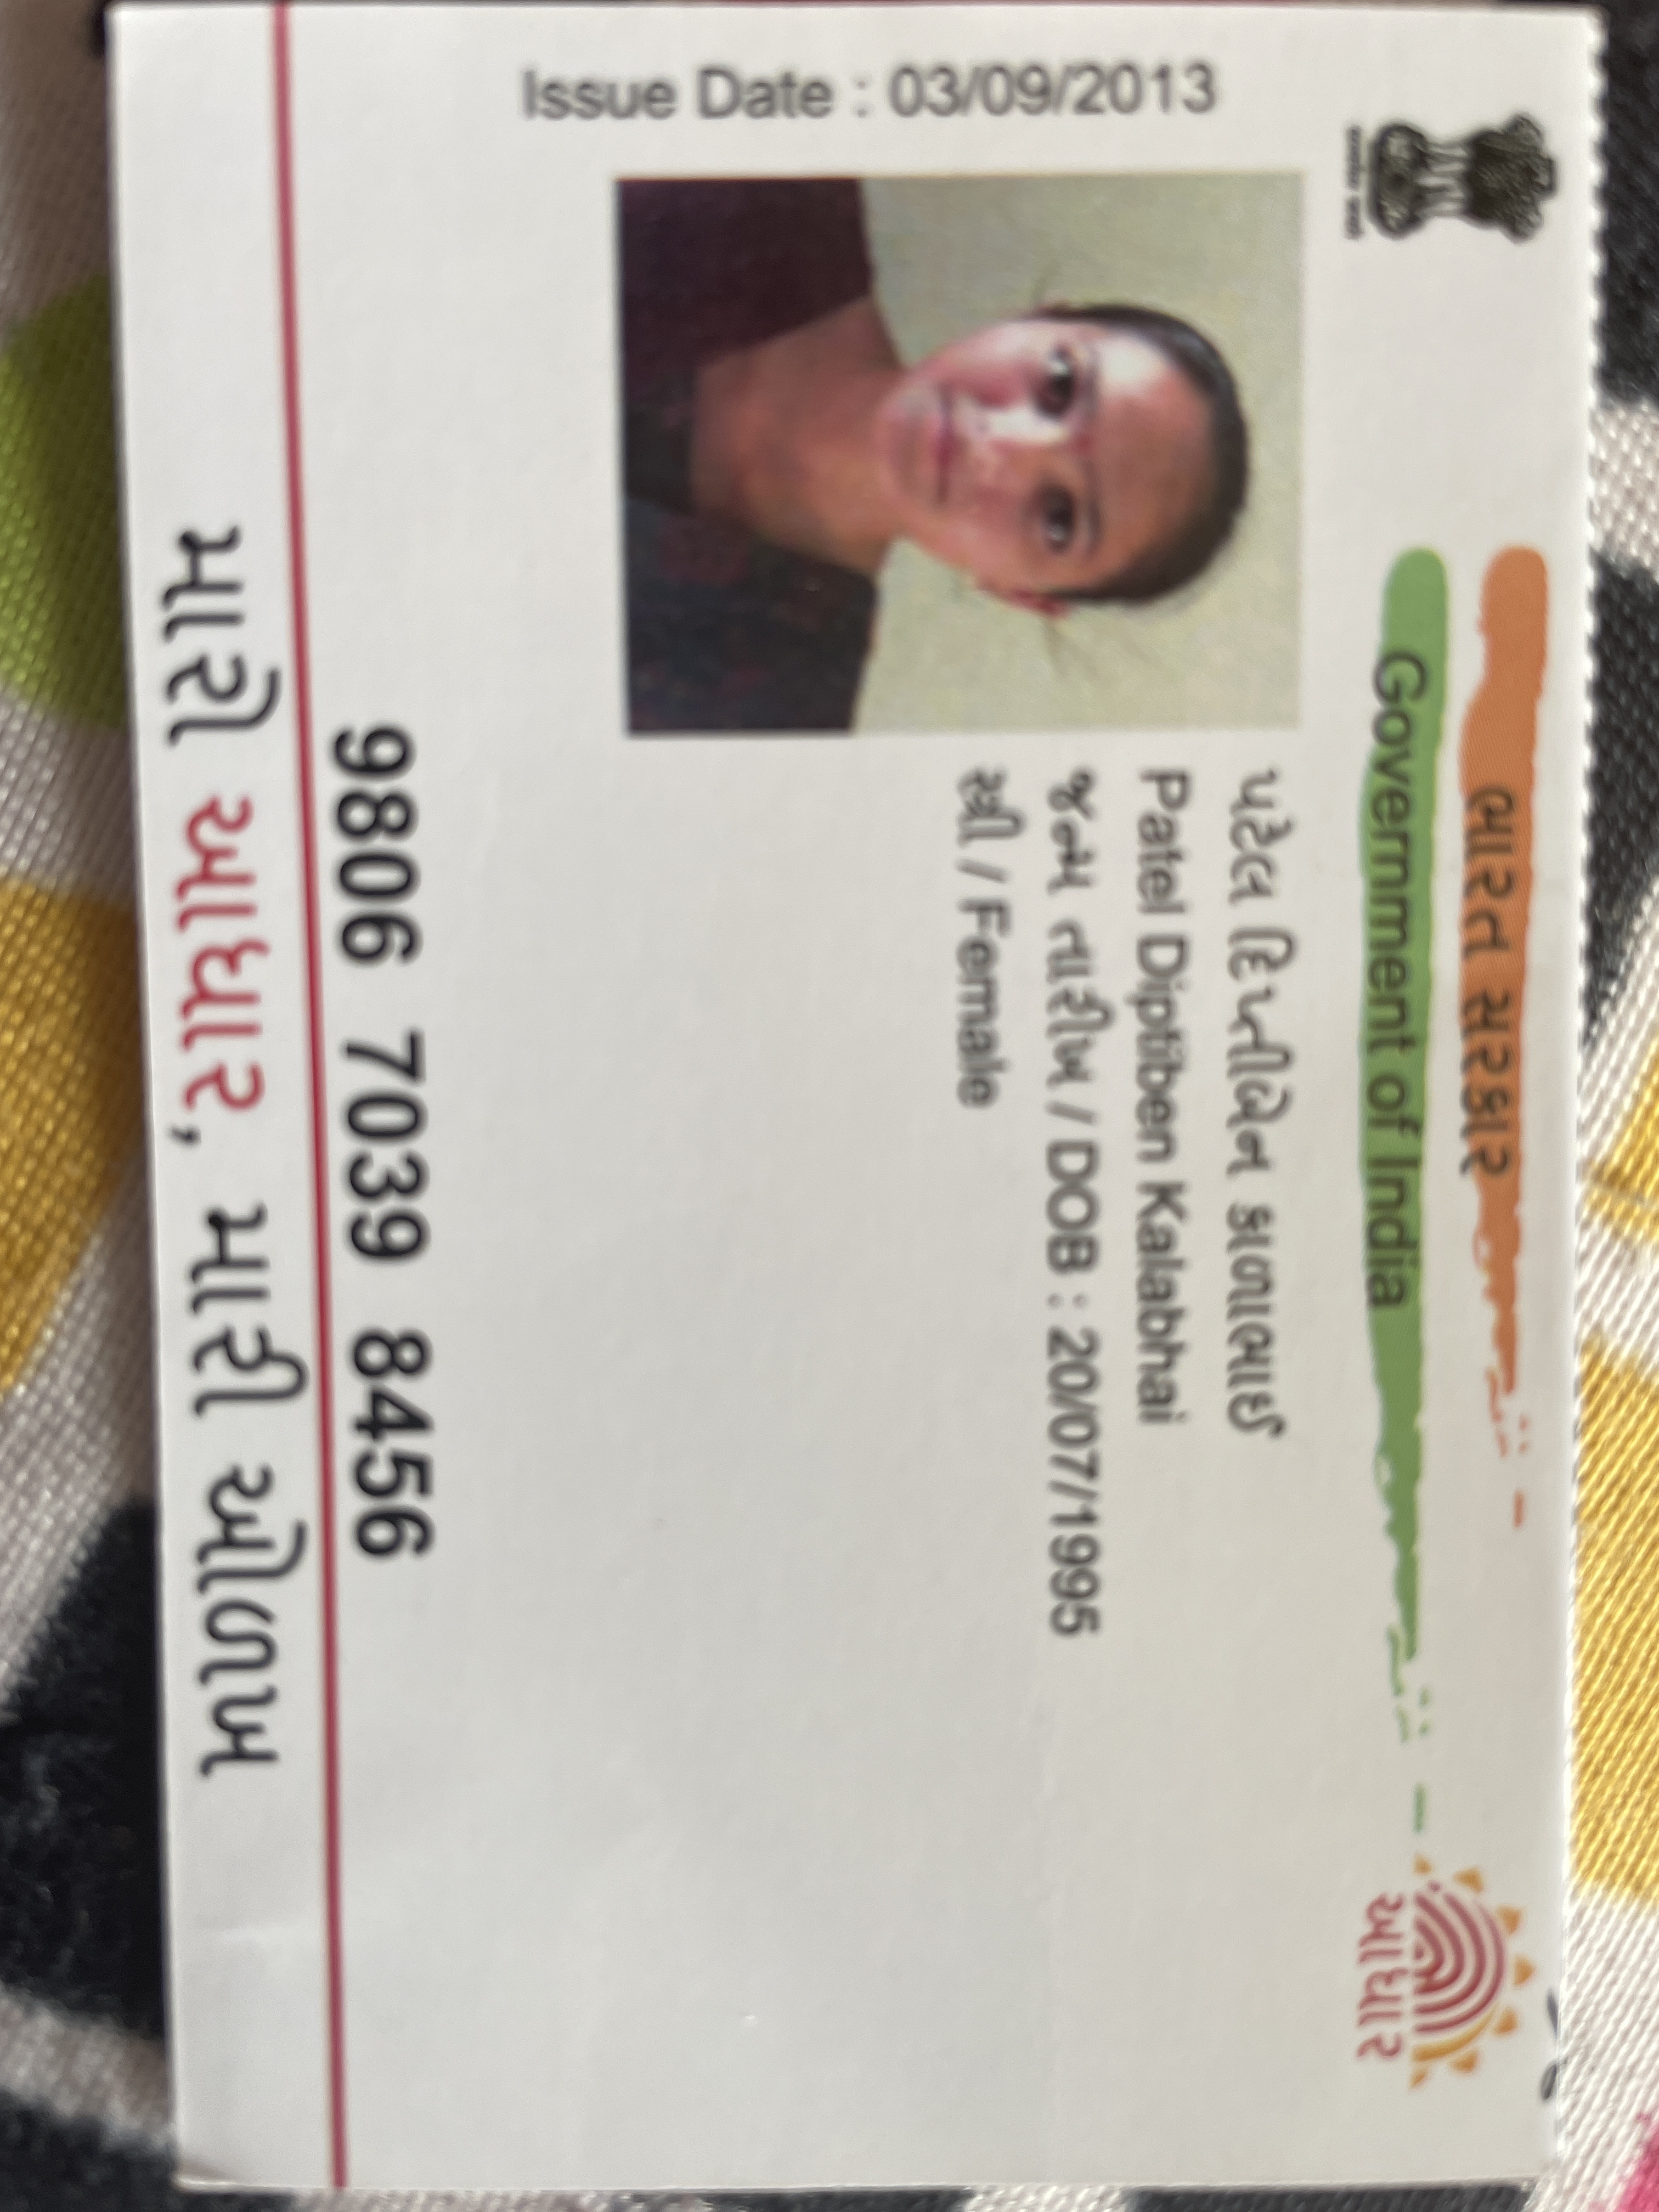 ભારત સરકાર
Government of India
આધાર
Issue Date : 03/09/2013
પટેલ દિપ્તીબેન કાળાભાઈ
Patel Diptiben Kalabhai
જન્મ તારીખ / DOB : 20/07/1995
સ્ત્રી / Female
9806 7039 8456
મારો આધાર, મારી ઓળખ